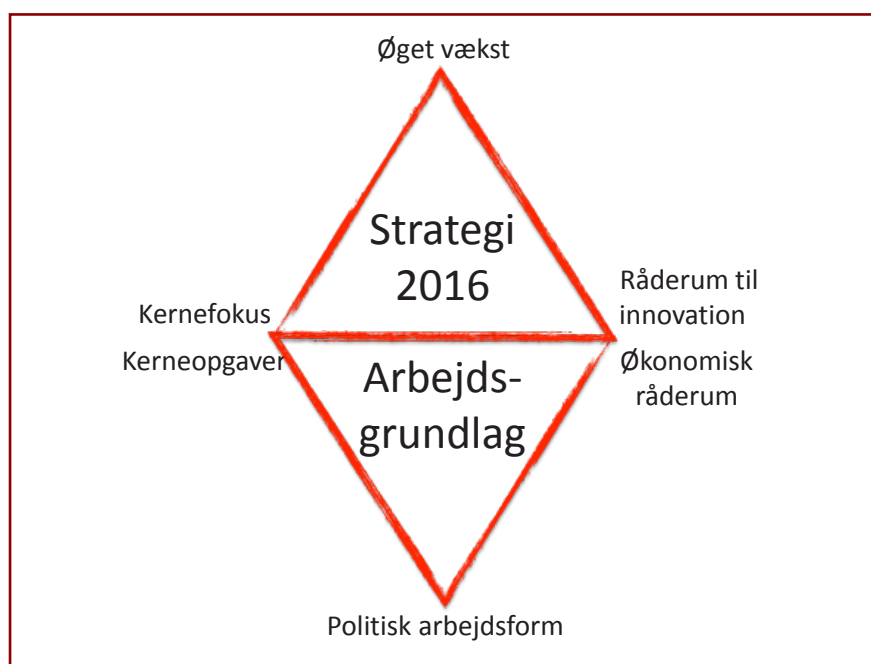 Øget vækst
Strategi
2016
Kernefokus
Råderum til
innovation
Kerneopgaver
Økonomisk
råderum
Arbejds-
grundlag
Politisk arbejdsform